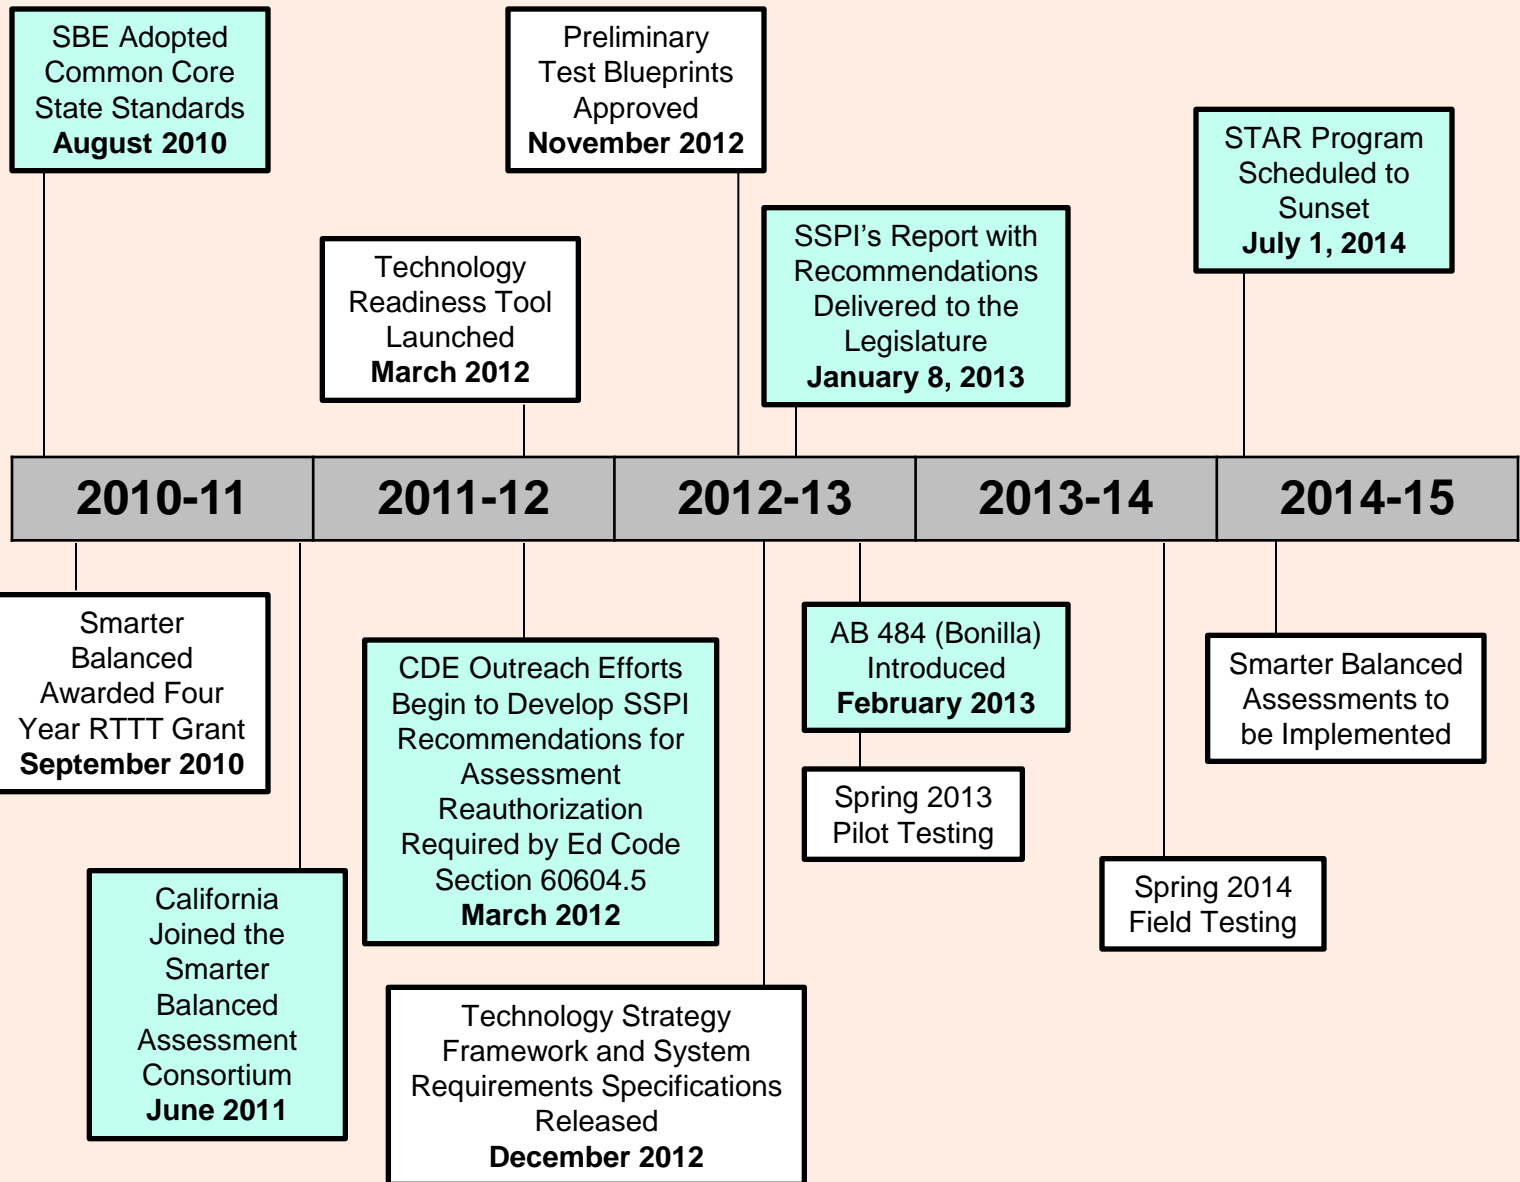 SBE Adopted
Common Core
State Standards
August 2010
Preliminary
Test Blueprints
Approved
November 2012
STAR Program
Scheduled to
Sunset
July 1, 2014
Technology
Readiness Tool
Launched
March 2012
SSPI’s Report with
Recommendations
Delivered to the
Legislature
January 8, 2013
2010-11
2011-12
2012-13
2013-14
2014-15
Smarter
Balanced
Awarded Four
Year RTTT Grant
September 2010
California
Joined the
Smarter
Balanced
Assessment
Consortium
June 2011
CDE Outreach Efforts
Begin to Develop SSPI
Recommendations for
Assessment
Reauthorization
Required by Ed Code
Section 60604.5
March 2012
Technology Strategy
Framework and System
Requirements Specifications
Released
December 2012
AB 484 (Bonilla)
Introduced
February 2013
Spring 2013
Pilot Testing
Spring 2014
Field Testing
Smarter Balanced
Assessments to
be Implemented